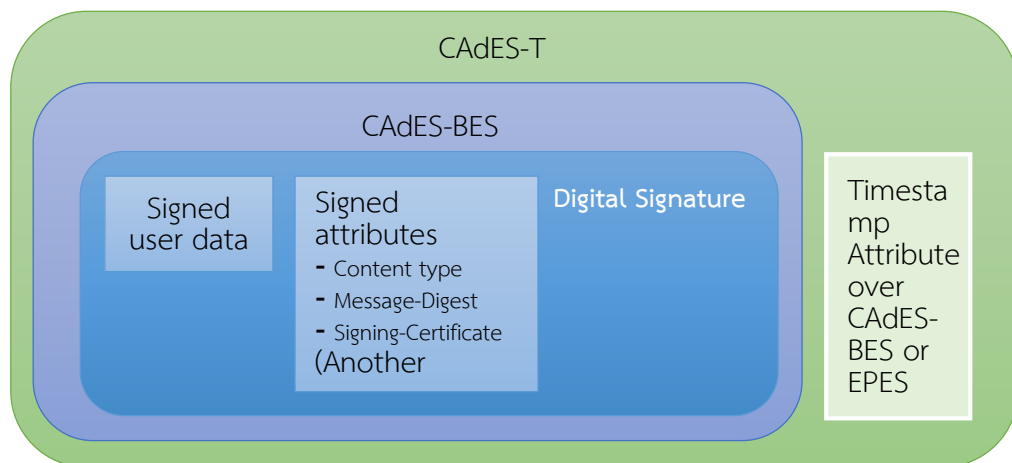 CAdES-T
CAdES-BES
Signed
user data
Signed
attributes
- Content type
- Message-Digest
- Signing-Certificate
(Another
Digital Signature
Timesta
mp
Attribute
over
CAdES-
BES or
EPES